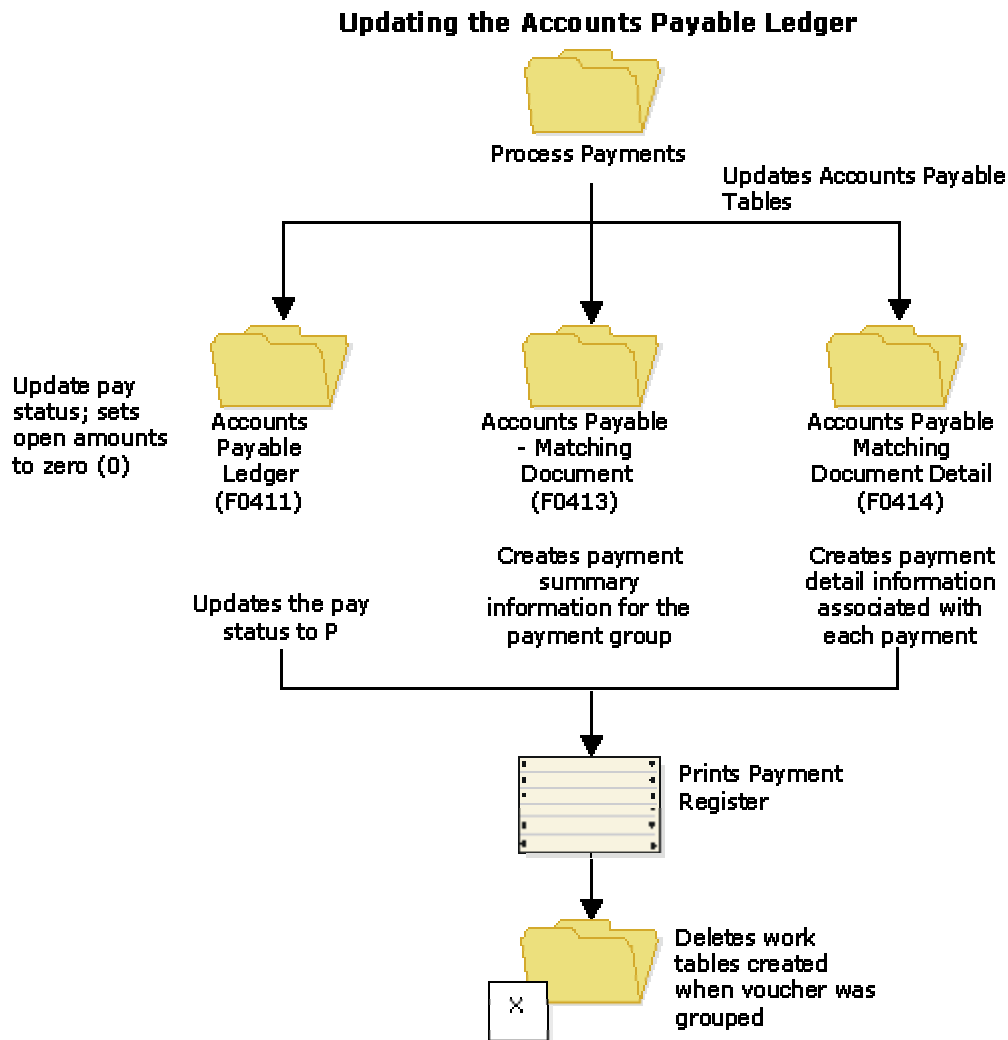 Updating the Accounts Payable Ledger
Process Payments
Updates Accounts Payable
Tables
Update pay
status; sets
open amounts
to zero (0)
Accounts
Payable
Ledger
(F0411)
Accounts Payable
- Matching
Document
(F0413)
Accounts Payable
Matching
Document Detail
(F0414)
Updates the pay
status to P
Creates payment
summary
information for the
payment group
Creates payment
detail information
associated with
each payment
Prints Payment
Register
Deletes work
tables created
when voucher was
grouped
X